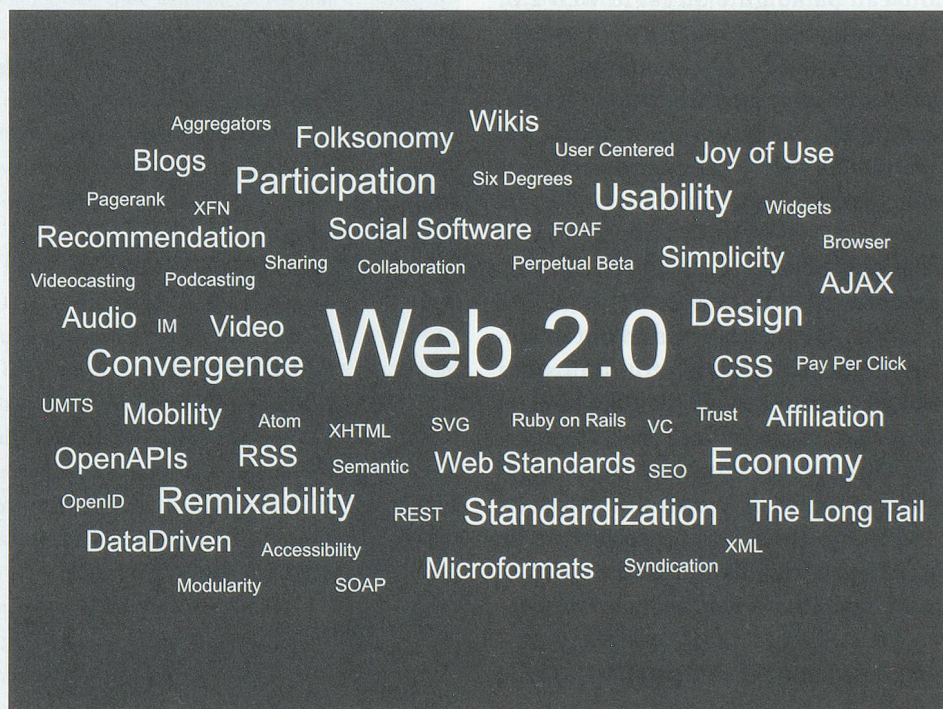 Aggregators Folksonomy Wikis
Blogs User Centered Joy of Use
Participation Six Degrees Usability
Pagerank XFN Widgets
Recommendation Social Software FOAF
Sharing Collaboration Perpetual Beta Simplicity Browser
Videocasting Podcasting AJAX
Audio IM Video Web 2.0 Design
Convergence CSS Pay Per Click
UMTS Mobility Atom XHTML SVG Ruby on Rails VC Trust Affiliation
OpenAPIs RSS Semantic Web Standards SEO Economy
OpenID Remixability REST Standardization The Long Tail
DataDriven Accessibility XML
Modularity SOAP Microformats Syndication